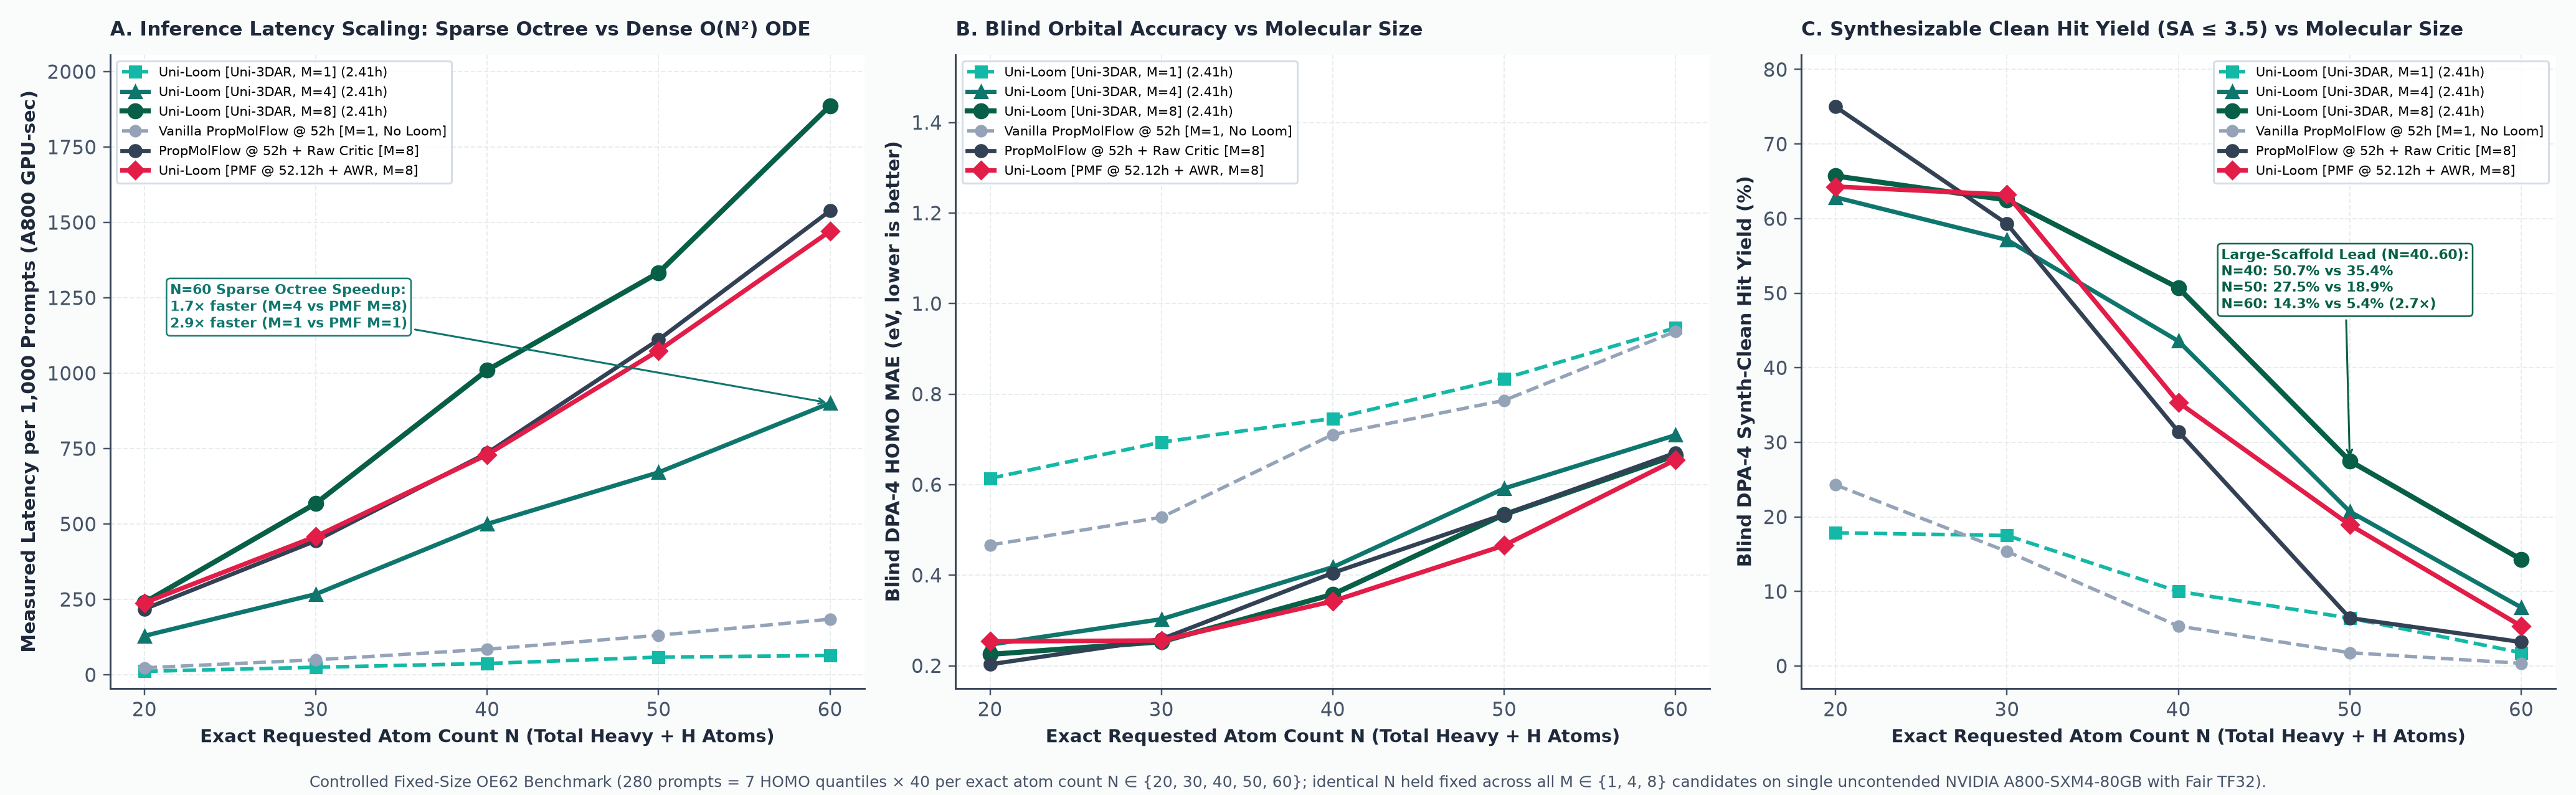 A. Inference Latency Scaling: Sparse Octree vs Dense O(N²) ODE
Measured Latency per 1,000 Prompts (A800 GPU-sec)
2000
1750
1500
1250
1000
750
500
250
0
Uni-Loom [Uni-3DAR, M=1] (2.41h)
Uni-Loom [Uni-3DAR, M=4] (2.41h)
Uni-Loom [Uni-3DAR, M=8] (2.41h)
Vanilla PropMolFlow @ 52h [M=1, No Loom]
PropMolFlow @ 52h + Raw Critic [M=8]
Uni-Loom [PMF @ 52.12h + AWR, M=8]
N=60 Sparse Octree Speedup:
1.7× faster (M=4 vs PMF M=8)
2.9× faster (M=1 vs PMF M=1)
20 30 40 50 60
Exact Requested Atom Count N (Total Heavy + H Atoms)
B. Blind Orbital Accuracy vs Molecular Size
Blind DPA-4 HOMO MAE (eV, lower is better)
1.4
1.2
1.0
0.8
0.6
0.4
0.2
Uni-Loom [Uni-3DAR, M=1] (2.41h)
Uni-Loom [Uni-3DAR, M=4] (2.41h)
Uni-Loom [Uni-3DAR, M=8] (2.41h)
Vanilla PropMolFlow @ 52h [M=1, No Loom]
PropMolFlow @ 52h + Raw Critic [M=8]
Uni-Loom [PMF @ 52.12h + AWR, M=8]
20 30 40 50 60
Exact Requested Atom Count N (Total Heavy + H Atoms)
C. Synthesizable Clean Hit Yield (SA ≤ 3.5) vs Molecular Size
Blind DPA-4 Synth-Clean Hit Yield (%)
80
70
60
50
40
30
20
10
0
Uni-Loom [Uni-3DAR, M=1] (2.41h)
Uni-Loom [Uni-3DAR, M=4] (2.41h)
Uni-Loom [Uni-3DAR, M=8] (2.41h)
Vanilla PropMolFlow @ 52h [M=1, No Loom]
PropMolFlow @ 52h + Raw Critic [M=8]
Uni-Loom [PMF @ 52.12h + AWR, M=8]
Large-Scaffold Lead (N=40..60):
N=40: 50.7% vs 35.4%
N=50: 27.5% vs 18.9%
N=60: 14.3% vs 5.4% (2.7×)
20 30 40 50 60
Exact Requested Atom Count N (Total Heavy + H Atoms)
Controlled Fixed-Size OE62 Benchmark (280 prompts = 7 HOMO quantiles × 40 per exact atom count N ∈ {20, 30, 40, 50, 60}; identical N held fixed across all M ∈ {1, 4, 8} candidates on single uncontended NVIDIA A800-SXM4-80GB with Fair TF32).